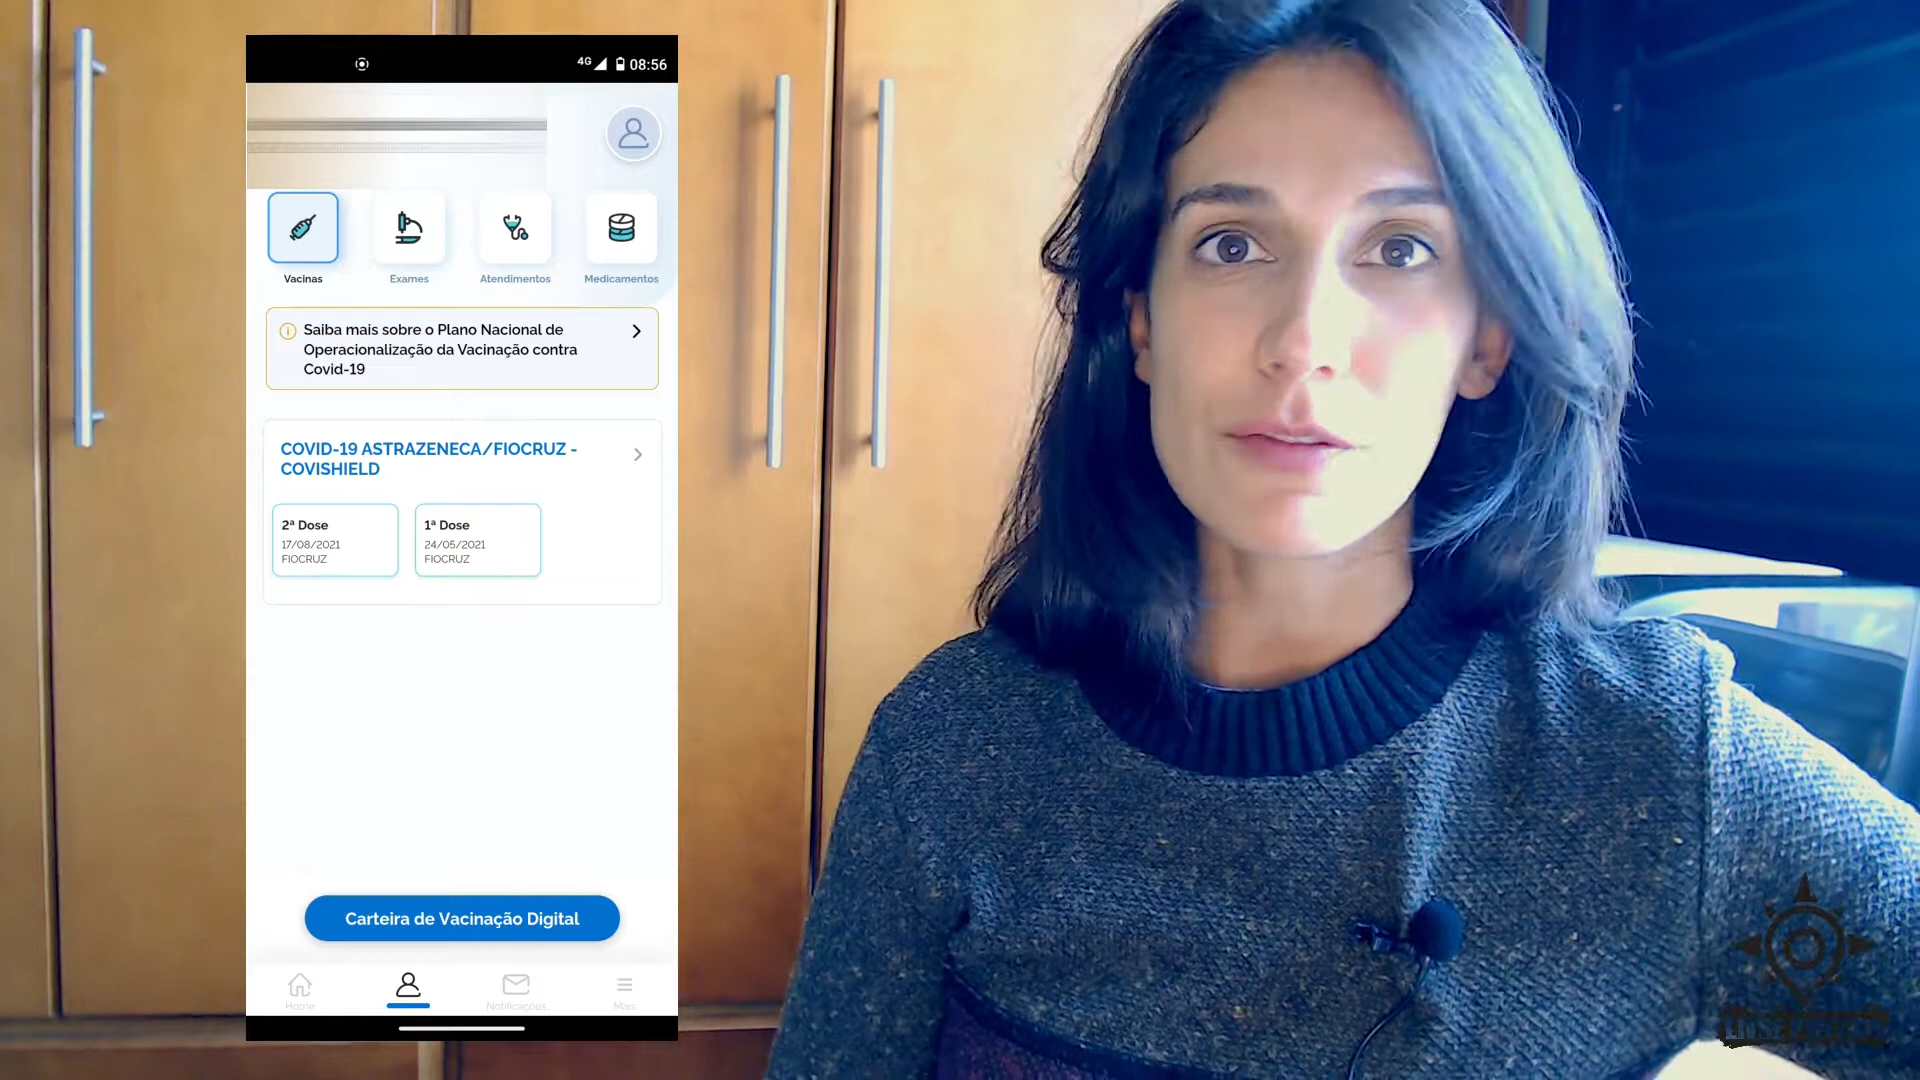 4G 08:56
Vacinas
Exames
Atendimentos
Medicamentos
Saiba mais sobre o Plano Nacional de
Operacionalização da Vacinação contra
Covid-19
COVID-19 ASTRAZENECA/FIOCRUZ -
COVISHIELD
2ª Dose
17/08/2021
FIOCRUZ
1ª Dose
24/05/2021
FIOCRUZ
Carteira de Vacinação Digital
Home
Notificações
Mais